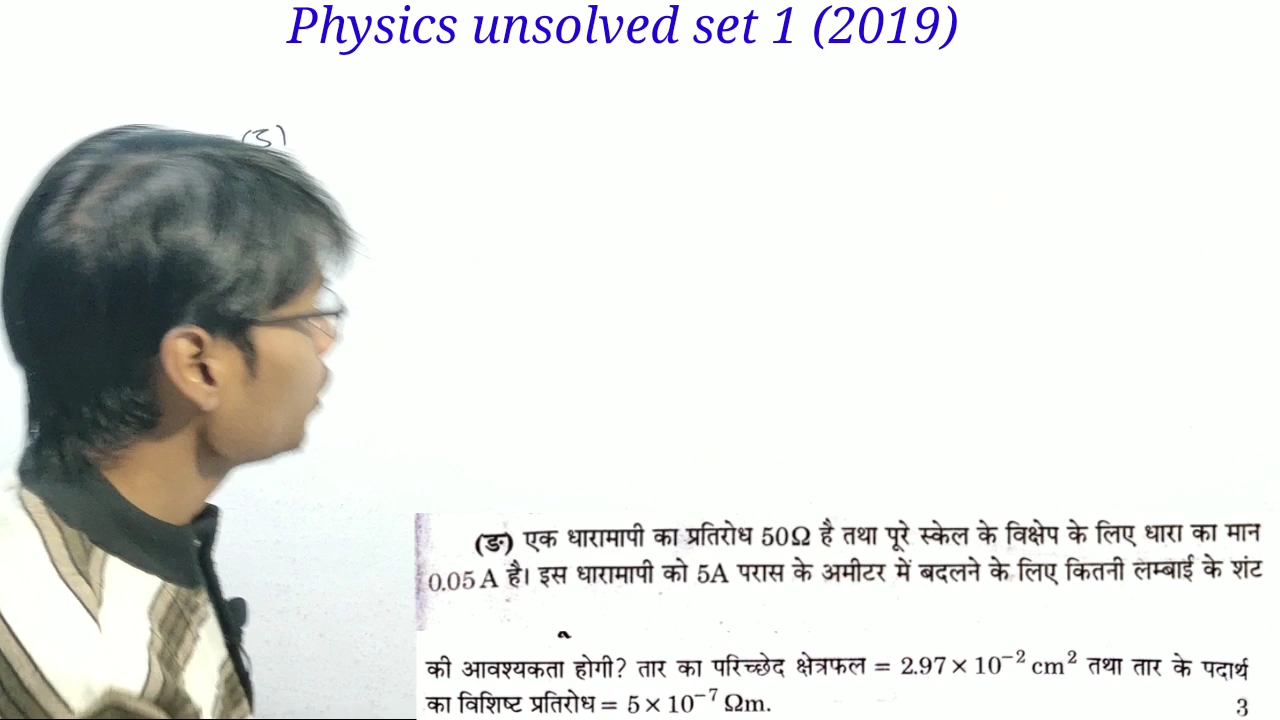 Physics unsolved set 1 (2019)
(ङ) एक धारामापी का प्रतिरोध 50Ω है तथा पूरे स्केल के विक्षेप के लिए धारा का मान
0.05 A है। इस धारामापी को 5A परास के अमीटर में बदलने के लिए कितनी लम्बाई के शंट
की आवश्यकता होगी? तार का परिच्छेद क्षेत्रफल = 2.97 × 10⁻² cm² तथा तार के पदार्थ
का विशिष्ट प्रतिरोध = 5 × 10⁻⁷ Ωm.
3